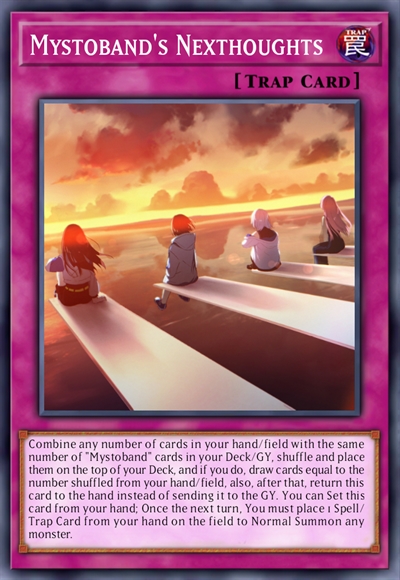 Mystoband's Nexthoughts
TRAP
罠
[Trap Card]
Combine any number of cards in your hand/field with the same
number of "Mystoband" cards in your Deck/GY, shuffle and place
them on the top of your Deck, and if you do, draw cards equal to the
number shuffled from your hand/field, also, after that, return this
card to the hand instead of sending it to the GY. You can Set this
card from your hand; Once the next turn, You must place 1 Spell/
Trap Card from your hand on the field to Normal Summon any
monster.